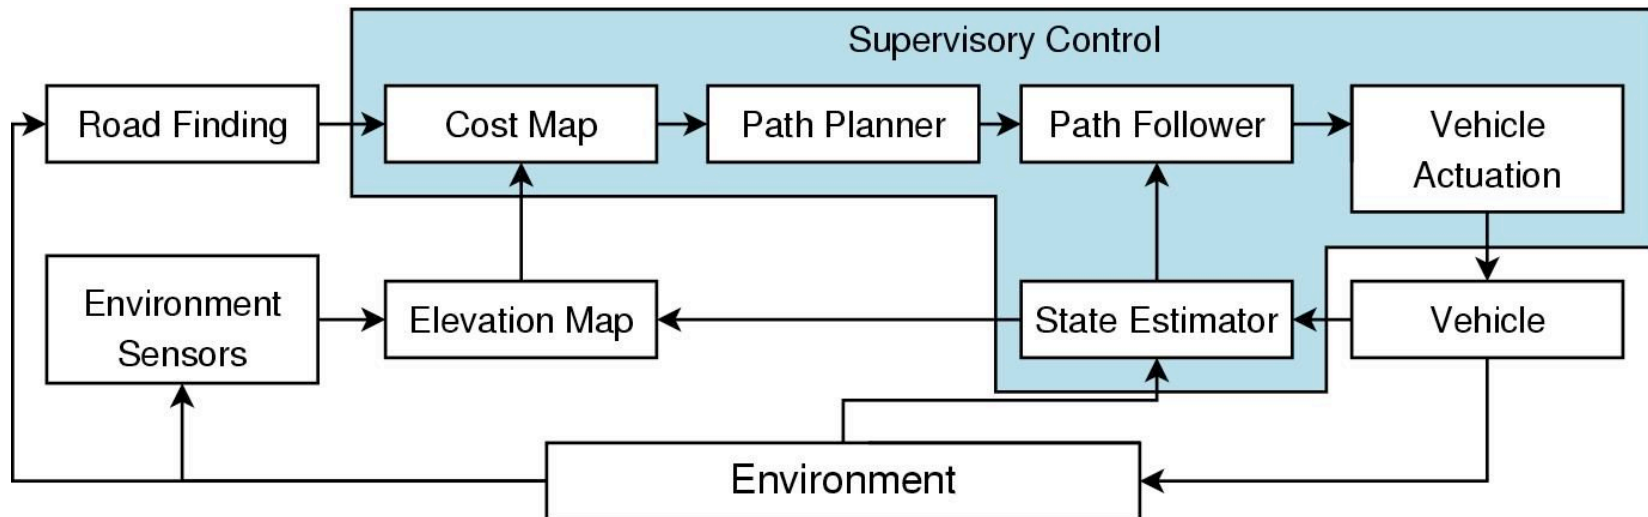 Supervisory Control
Road Finding
Cost Map
Path Planner
Path Follower
Vehicle
Actuation
Environment
Sensors
Elevation Map
State Estimator
Vehicle
Environment